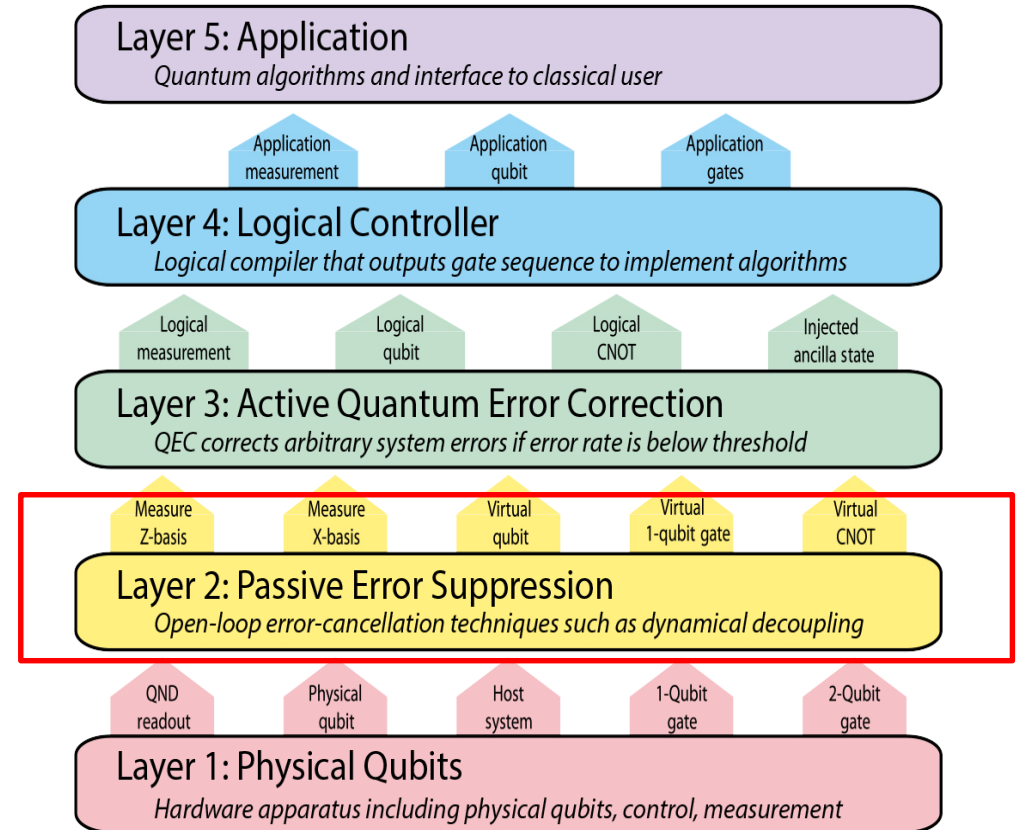 Layer 5: Application
Quantum algorithms and interface to classical user
Application
measurement
Application
qubit
Application
gates
Layer 4: Logical Controller
Logical compiler that outputs gate sequence to implement algorithms
Logical
measurement
Logical
qubit
Logical
CNOT
Injected
ancilla state
Layer 3: Active Quantum Error Correction
QEC corrects arbitrary system errors if error rate is below threshold
Measure
Z-basis
Measure
X-basis
Virtual
qubit
Virtual
1-qubit gate
Virtual
CNOT
Layer 2: Passive Error Suppression
Open-loop error-cancellation techniques such as dynamical decoupling
QND
readout
Physical
qubit
Host
system
1-Qubit
gate
2-Qubit
gate
Layer 1: Physical Qubits
Hardware apparatus including physical qubits, control, measurement